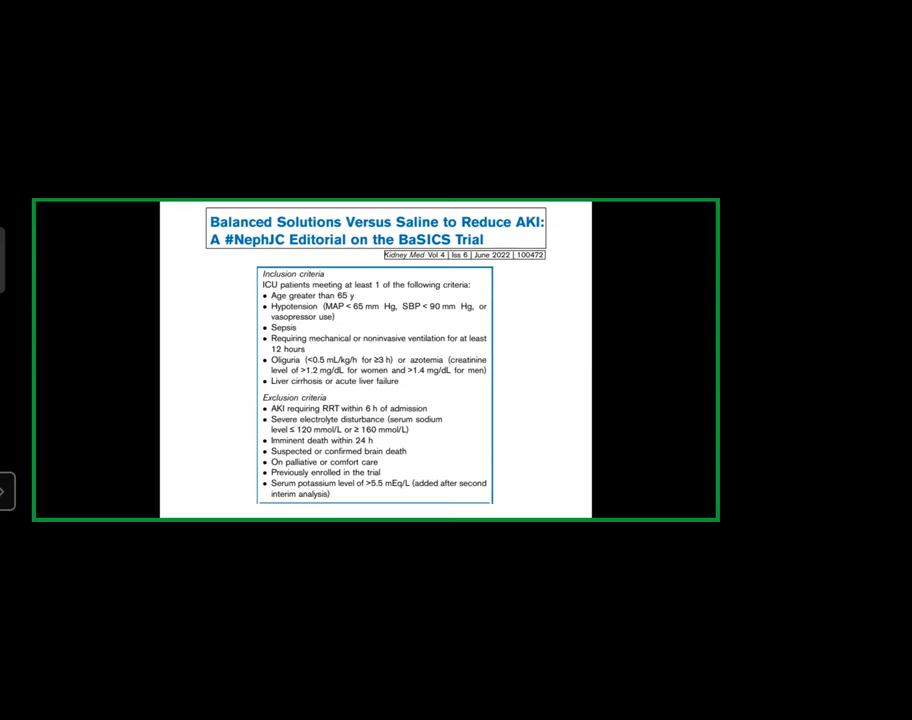 Balanced Solutions Versus Saline to Reduce AKI:
A #NephJC Editorial on the BaSICS Trial
Kidney Med Vol 4 | Iss 6 | June 2022 | 100472
Inclusion criteria
ICU patients meeting at least 1 of the following criteria:
• Age greater than 65 y
• Hypotension (MAP < 65 mm Hg, SBP < 90 mm Hg, or
vasopressor use)
• Sepsis
• Requiring mechanical or noninvasive ventilation for at least
12 hours
• Oliguria (<0.5 mL/kg/h for ≥3 h) or azotemia (creatinine
level of >1.2 mg/dL for women and >1.4 mg/dL for men)
• Liver cirrhosis or acute liver failure
Exclusion criteria
• AKI requiring RRT within 6 h of admission
• Severe electrolyte disturbance (serum sodium
level ≤ 120 mmol/L or ≥ 160 mmol/L)
• Imminent death within 24 h
• Suspected or confirmed brain death
• On palliative or comfort care
• Previously enrolled in the trial
• Serum potassium level of >5.5 mEq/L (added after second
interim analysis)